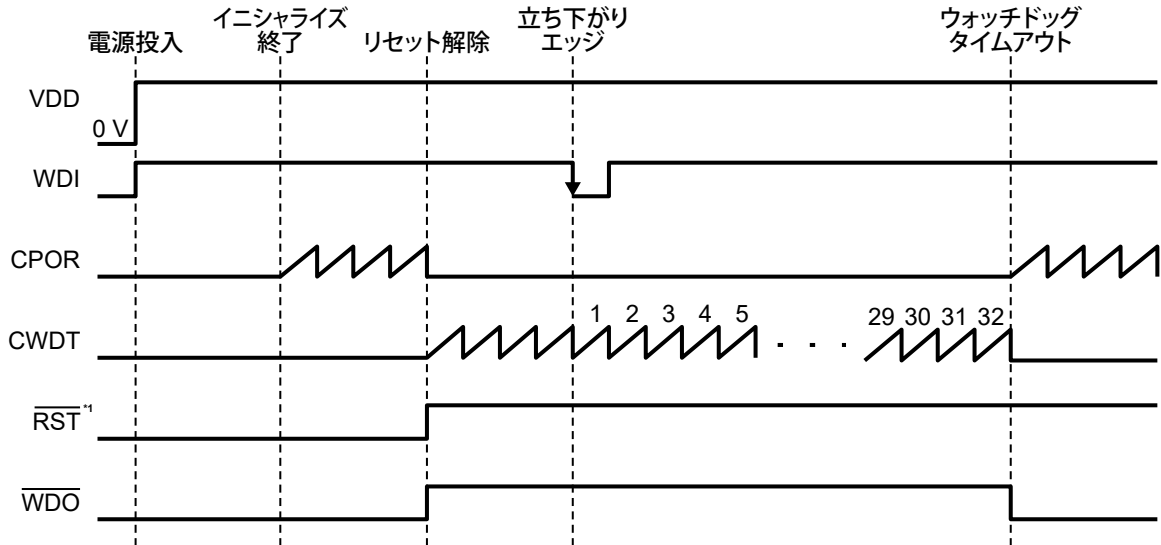 電源投入
イニシャライズ
終了
リセット解除
立ち下がり
エッジ
ウォッチドッグ
タイムアウト
VDD
0 V
WDI
CPOR
CWDT
1 2 3 4 5 · · · 29 30 31 32
RST*1
WDO